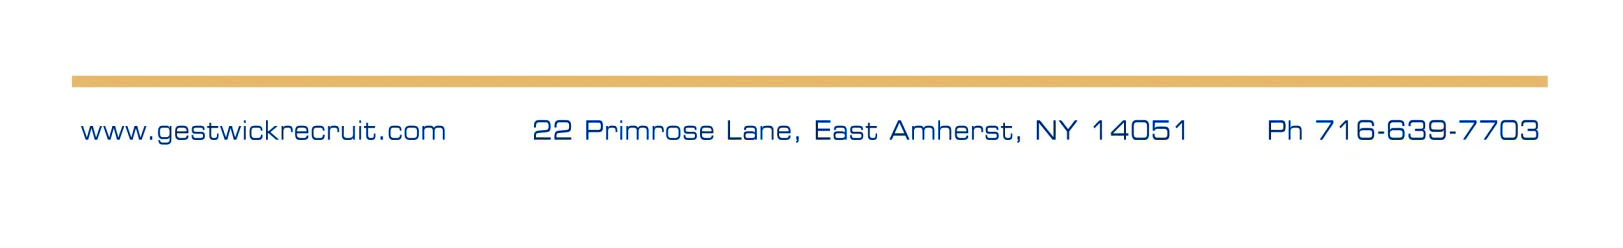 www.gestwickrecruit.com 22 Primrose Lane, East Amherst, NY 14051 Ph 716-639-7703